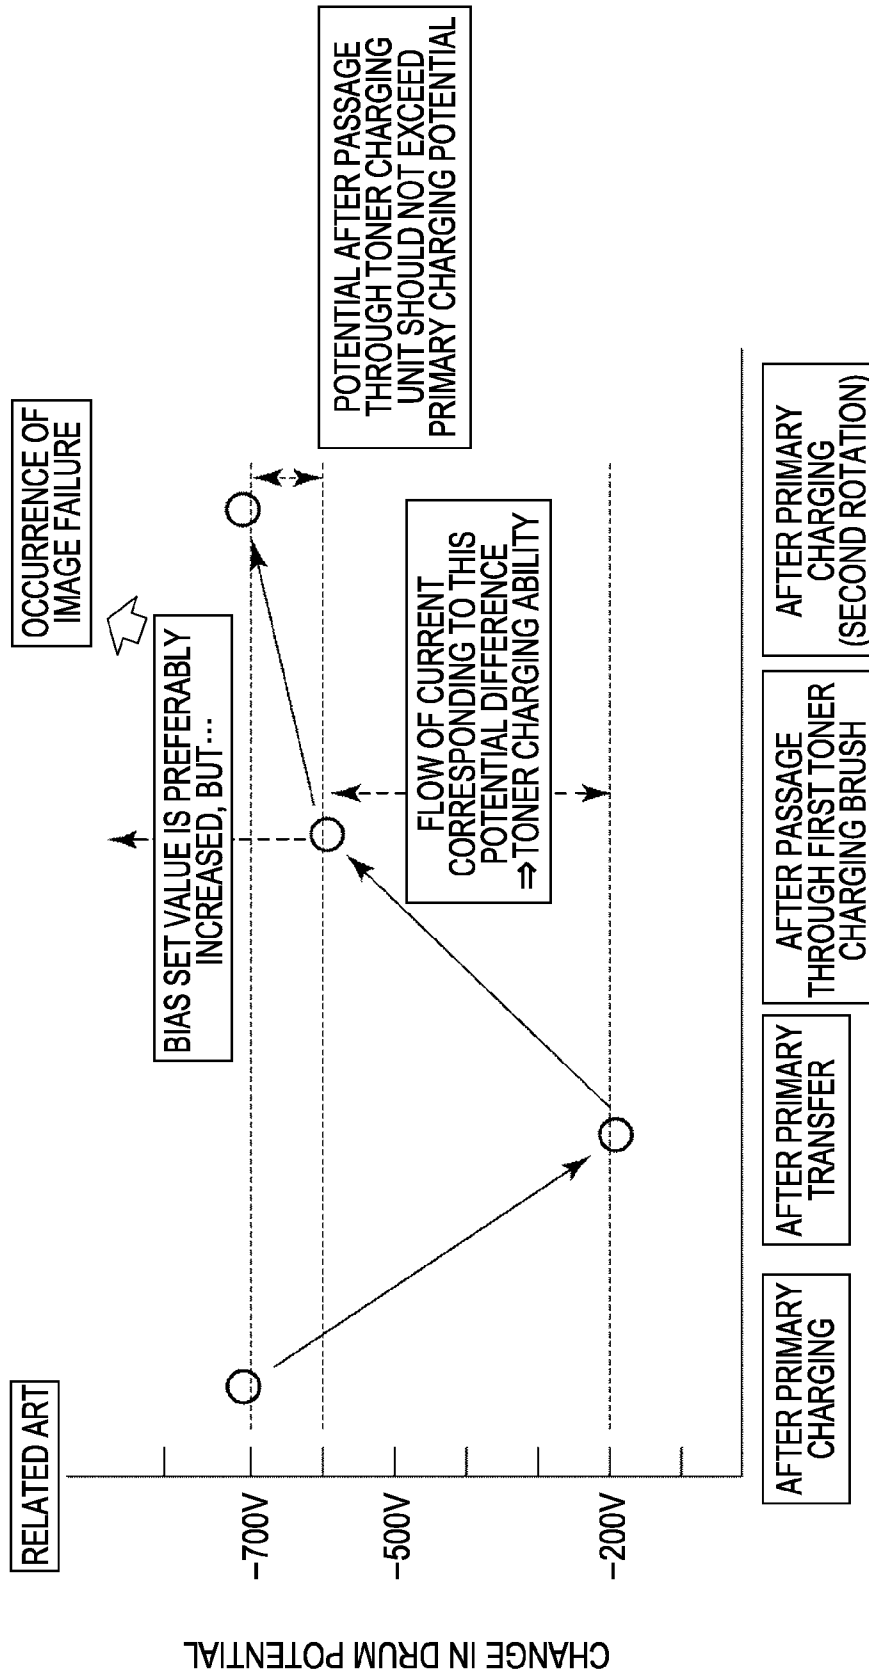 RELATED ART
OCCURRENCE OF
IMAGE FAILURE
BIAS SET VALUE IS PREFERABLY
INCREASED, BUT···
POTENTIAL AFTER PASSAGE
THROUGH TONER CHARGING
UNIT SHOULD NOT EXCEED
PRIMARY CHARGING POTENTIAL
FLOW OF CURRENT
CORRESPONDING TO THIS
POTENTIAL DIFFERENCE
⇒TONER CHARGING ABILITY
CHANGE IN DRUM POTENTIAL
-700V
-500V
-200V
AFTER PRIMARY
CHARGING
AFTER PRIMARY
TRANSFER
AFTER PASSAGE
THROUGH FIRST TONER
CHARGING BRUSH
AFTER PRIMARY
CHARGING
(SECOND ROTATION)